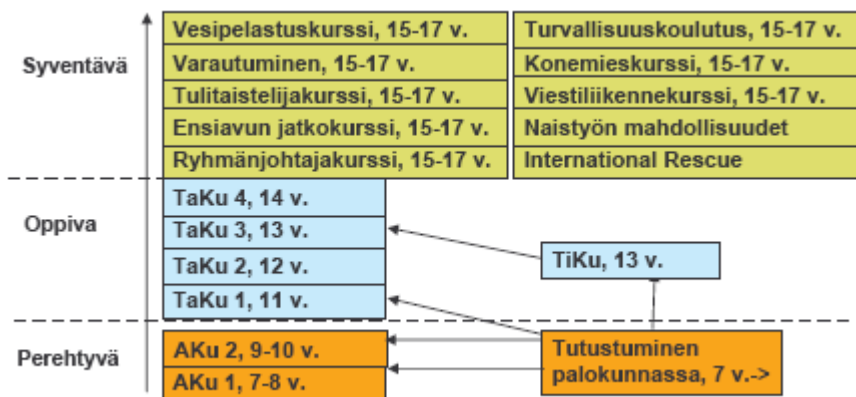 Syventävä
Vesipelastuskurssi, 15-17 v.
Varautuminen, 15-17 v.
Tulitaistelijakurssi, 15-17 v.
Ensiavun jatkokurssi, 15-17 v.
Ryhmänjohtajakurssi, 15-17 v.
Turvallisuuskoulutus, 15-17 v.
Konemieskurssi, 15-17 v.
Viestiliikennekurssi, 15-17 v.
Naistyön mahdollisuudet
International Rescue
Oppiva
TaKu 4, 14 v.
TaKu 3, 13 v.
TaKu 2, 12 v.
TaKu 1, 11 v.
TiKu, 13 v.
Perehtyvä
AKu 2, 9-10 v.
AKu 1, 7-8 v.
Tutustuminen
palokunnassa, 7 v.->